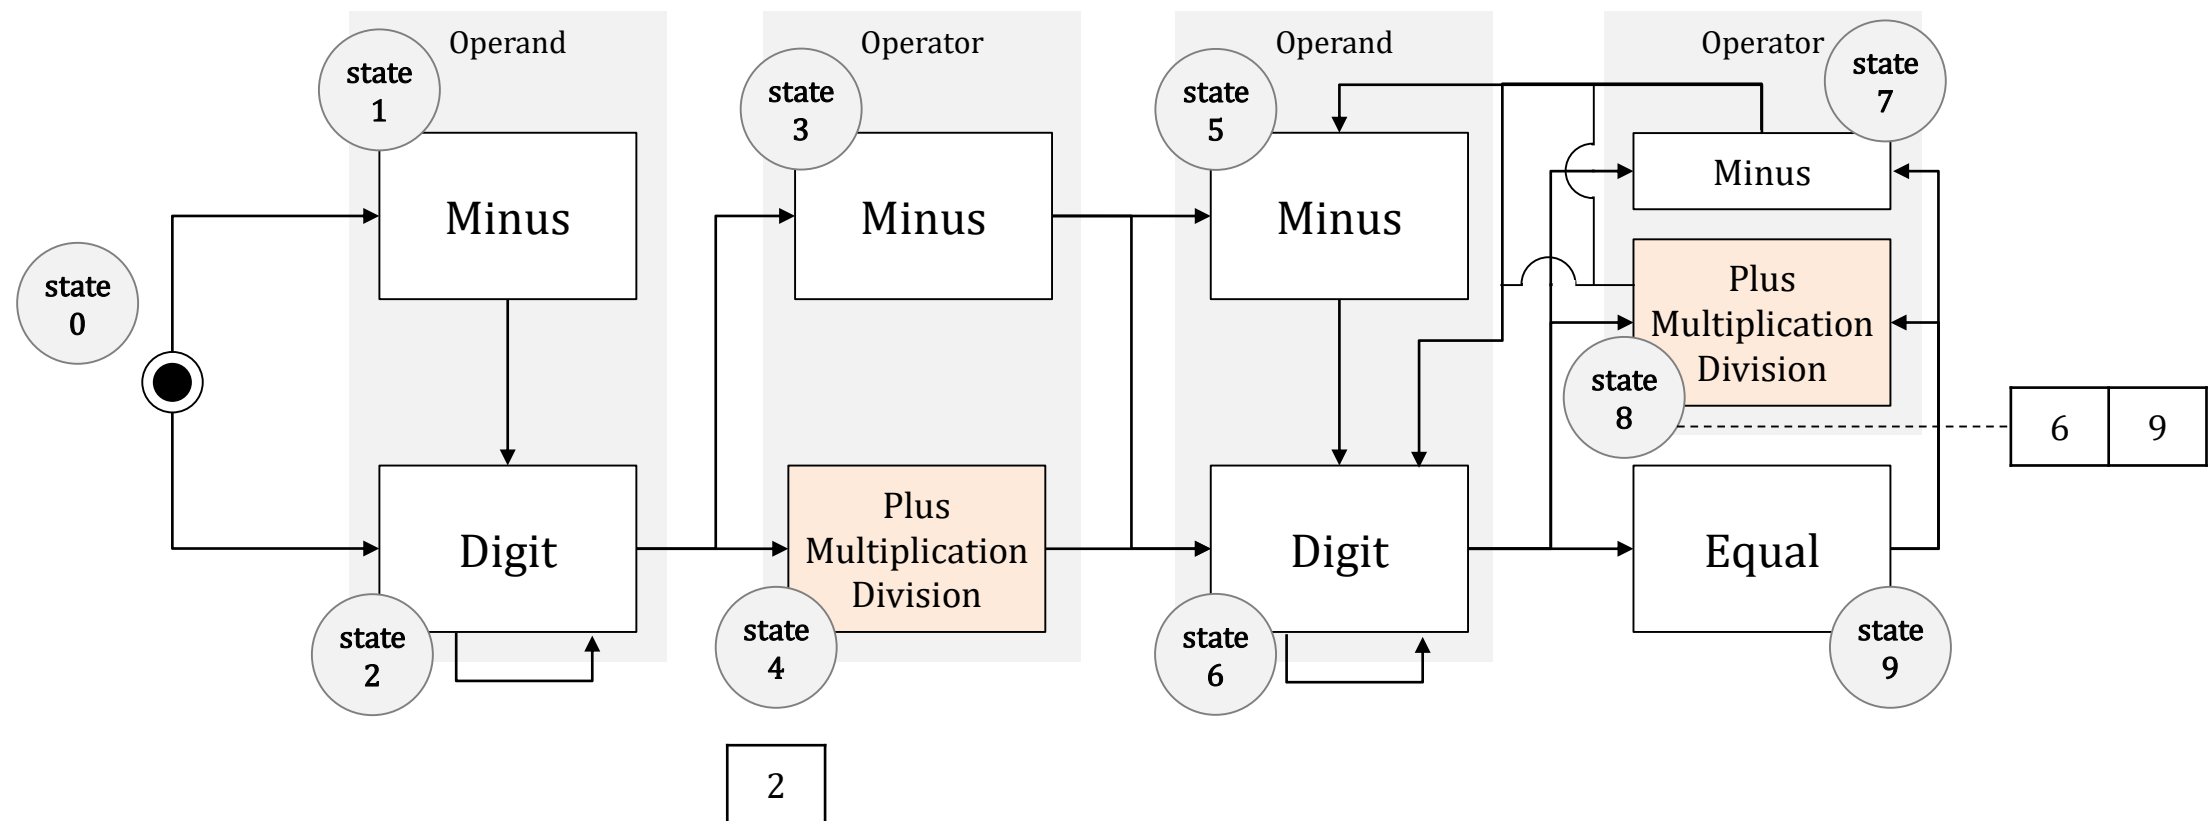 Operand
Operator
Operand
Operator
state
0
state
1
Minus
Digit
state
2
state
3
Minus
Plus
Multiplication
Division
state
4
2
state
5
Minus
Digit
state
6
state
7
Minus
Plus
Multiplication
Division
state
8
6 9
Equal
state
9